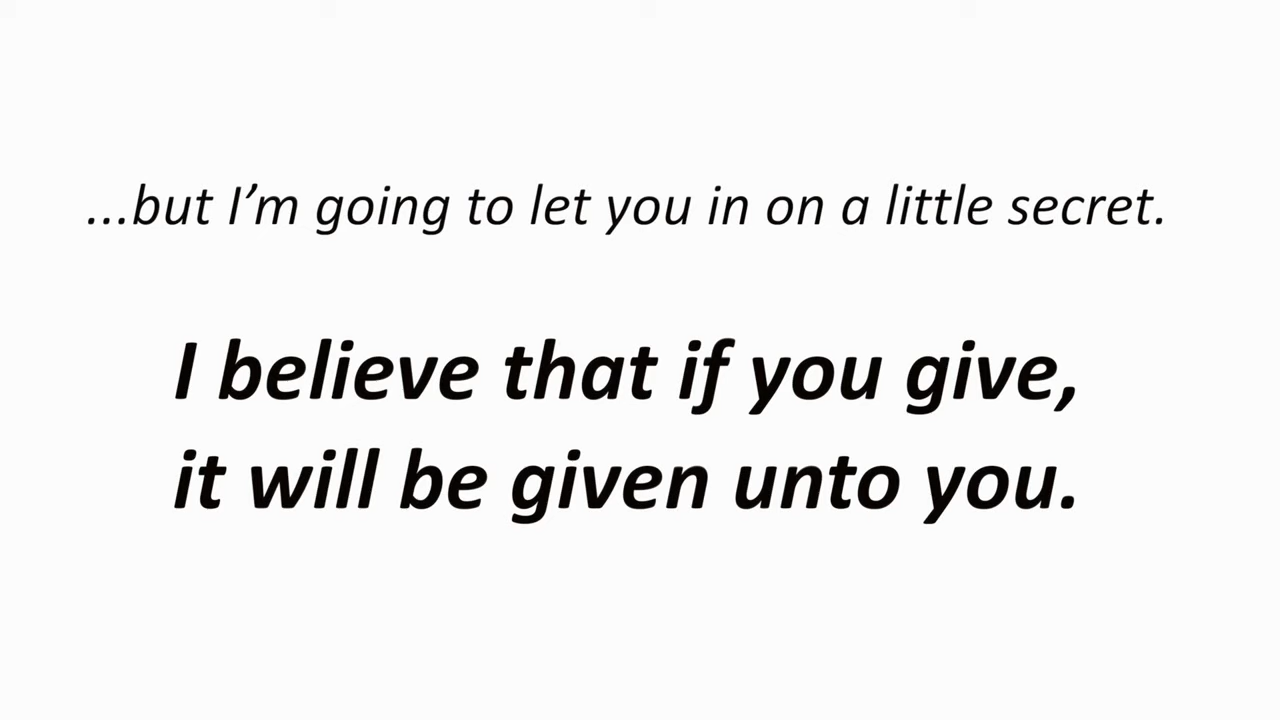 ...but I’m going to let you in on a little secret.
I believe that if you give,
it will be given unto you.